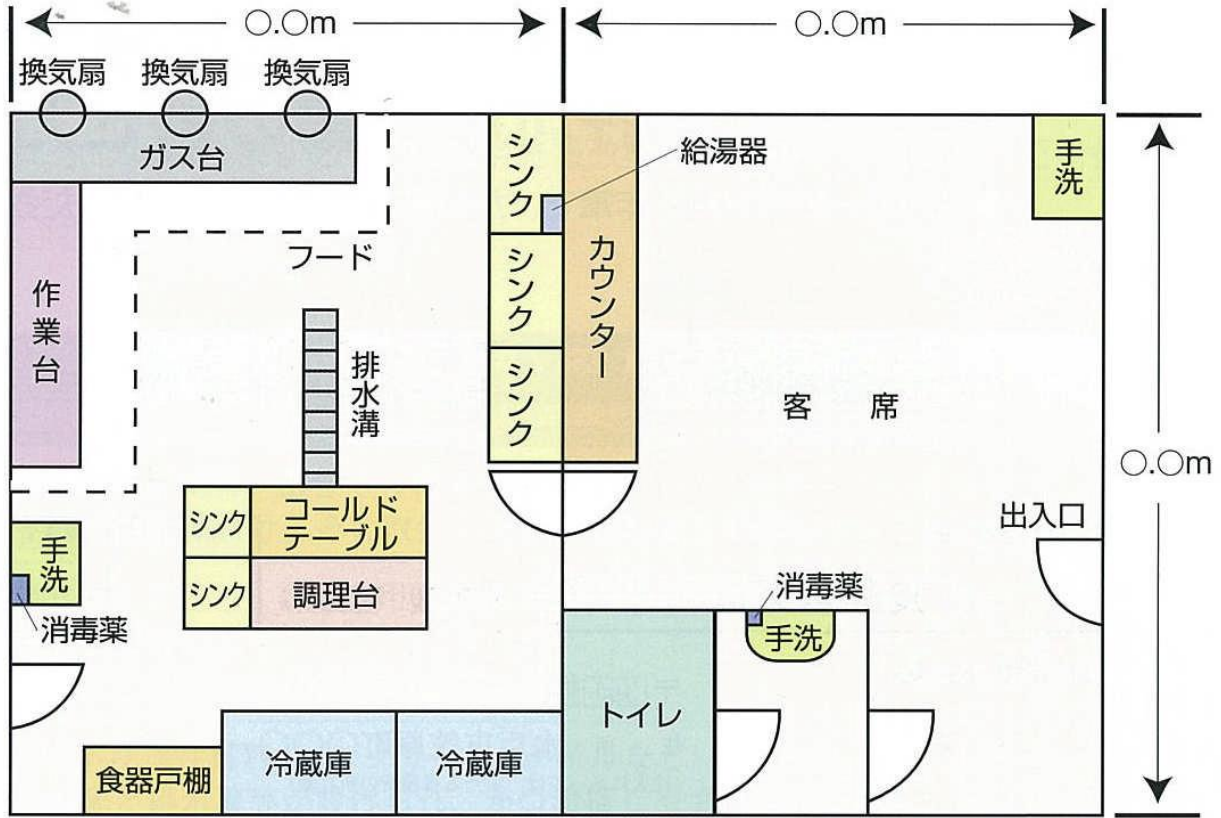 ○.○m
○.○m
換気扇
換気扇
換気扇
ガス台
シンク
給湯器
手洗
フード
シンク
カウンター
作業台
排水溝
シンク
客 席
○.○m
シンク
コールド
テーブル
出入口
手洗
シンク
調理台
消毒薬
消毒薬
手洗
トイレ
冷蔵庫
冷蔵庫
食器戸棚